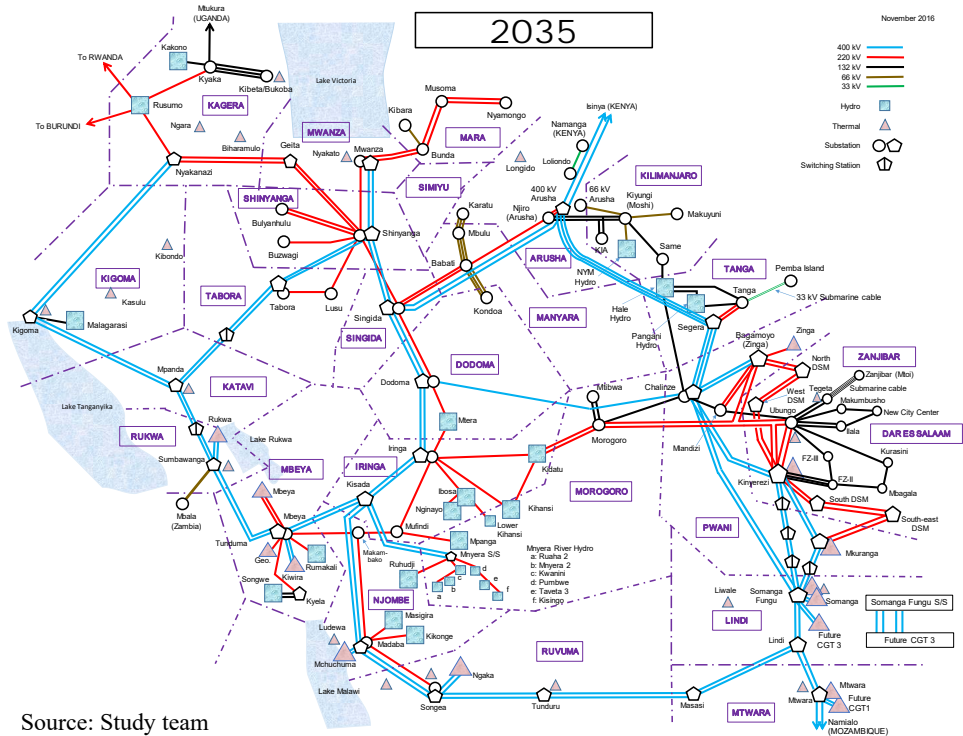 2035
November 2016
400 kV
220 kV
132 kV
66 kV
33 kV
Hydro
Thermal
Substation
Switching Statiion
Mtukura
(UGANDA)
Kakono
To RWANDA
Kyaka
Kibeta/Bukoba
Rusumo
KAGERA
To BURUNDI
Ngara
Biharamulo
Nyakanazi
Lake Victoria
Geita
MWANZA
Nyakato
Mwanza
Kibara
Musoma
Nyamongo
MARA
Bunda
SIMIYU
Longido
Isinya (KENYA)
Namanga
(KENYA)
Loliondo
KILIMANJARO
400 kV
Arusha
66 kV
Arusha
Kiyungi
(Moshi)
Makuyuni
Njiro
(Arusha)
KIA
Same
ARUSHA
NYM
Hydro
SHINYANGA
Bulyanhulu
Shinyanga
Buzwagi
Karatu
Mbulu
Babati
Kondoa
KIGOMA
Kibondo
Kasulu
Kigoma
Malagarasi
TABORA
Tabora
Lusu
Singida
SINGIDA
MANYARA
TANGA
Tanga
Pemba Island
33 kV Submarine cable
Hale
Hydro
Pangani
Hydro
Segera
Bagamoyo
(Zinga)
Zinga
North
DSM
West
DSM
ZANJIBAR
Zanjibar (Mtoi)
Submarine cable
Tegeta
Makumbusho
New City Center
Ubungo
Ilala
DARESSALAAM
Kurasini
FZ-III
FZ-II
Mbagala
Kinyerezi
South DSM
South-east
DSM
Mkuranga
PWANI
Mandizi
Chalinze
Morogoro
Mtibwa
DODOMA
Dodoma
Mtera
Mpanda
KATAVI
Lake Tanganyika
RUKWA
Rukwa
Lake Rukwa
Sumbawanga
Mbala
(Zambia)
MBEYA
Mbeya
Mbeya
Tunduma
Geo.
Kiwira
Rumakali
Songwe
Kyela
IRINGA
Iringa
Kisada
Ibosa
Nginayo
Lower
Kihansi
Kihansi
Kidatu
MOROGORO
Mufindi
Makam-
bako
Mpanga
Mnyera S/S
Ruhudji
a
b
c
d
e
f
Mnyera River Hydro
a: Ruaha 2
b: Mnyera 2
c: Kwanini
d: Pumbwe
e: Taveta 3
f: Kisingo
NJOMBE
Masigira
Kikonge
Madaba
Ludewa
Mchuchuma
Lake Malawi
Songea
Ngaka
RUVUMA
Tunduru
Masasi
Liwale
LINDI
Somanga
Fungu
Somanga
Future
CGT 3
Somanga Fungu S/S
Future CGT 3
Lindi
MTWARA
Mtwara
Mtwara
Future
CGT1
Namialo
(MOZAMBIQUE)
Source: Study team